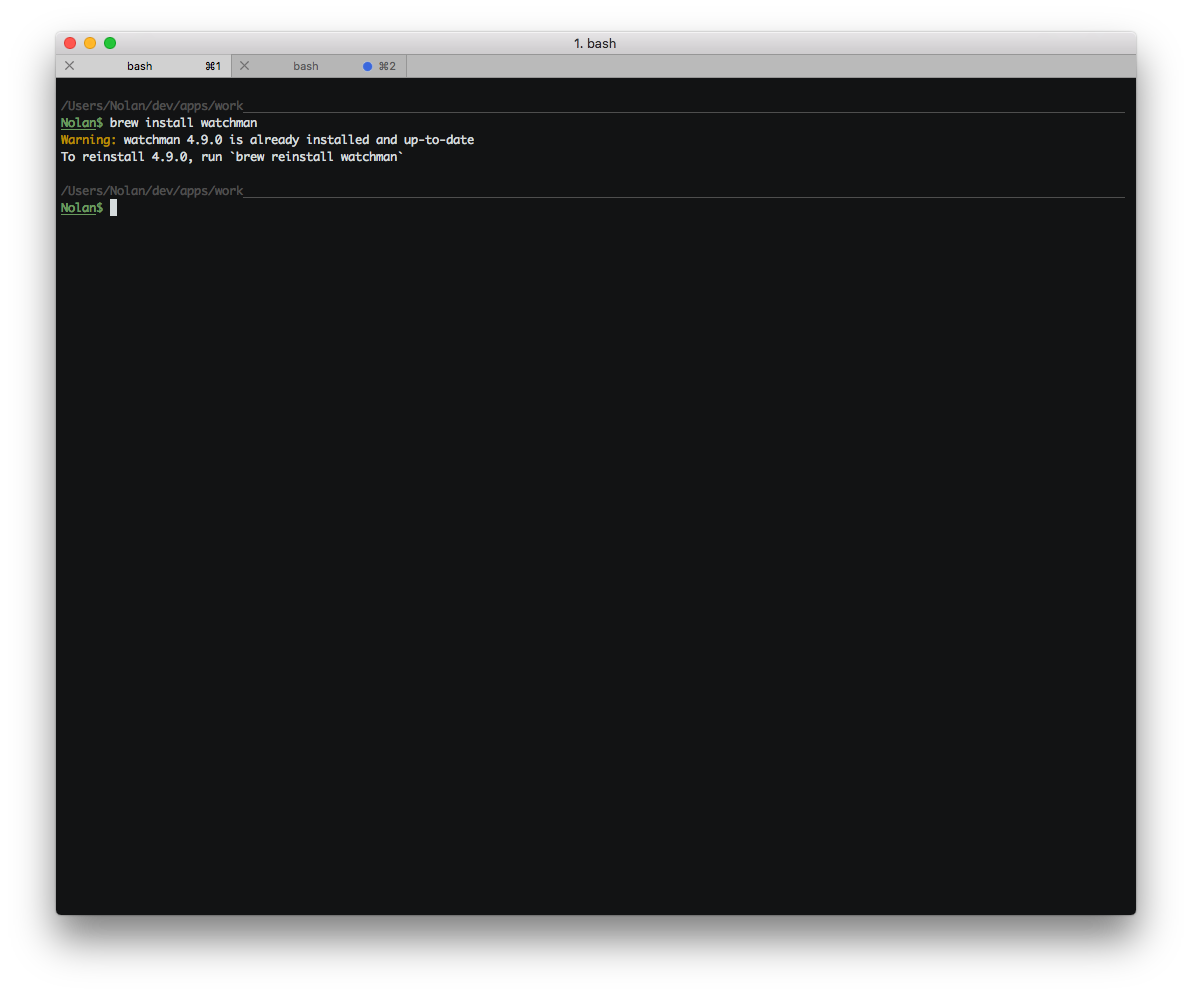 1. bash
bash ⌘1 bash ⌘2
/Users/Nolan/dev/apps/work
Nolan$ brew install watchman
Warning: watchman 4.9.0 is already installed and up-to-date
To reinstall 4.9.0, run `brew reinstall watchman`
/Users/Nolan/dev/apps/work
Nolan$